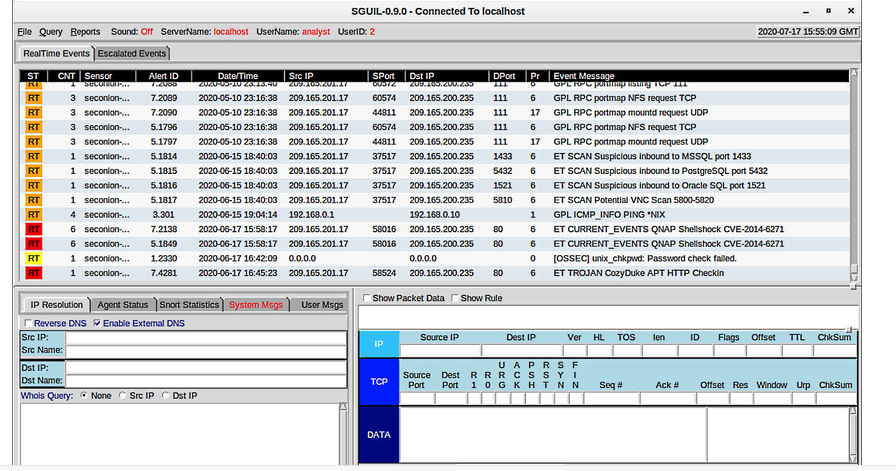 SGUIL-0.9.0 - Connected To localhost
File Query Reports Sound: Off ServerName: localhost UserName: analyst UserID: 2 2020-07-17 15:55:09 GMT
RealTime Events Escalated Events
ST CNT Sensor Alert ID Date/Time Src IP SPort Dst IP DPort Pr Event Message
RT 1 seconion-... 7.2088 2020-05-10 23:13:40 209.165.201.17 60572 209.165.200.235 111 6 GPL RPC portmap listing TCP 111
RT 3 seconion-... 7.2089 2020-05-10 23:16:38 209.165.201.17 60574 209.165.200.235 111 6 GPL RPC portmap NFS request TCP
RT 3 seconion-... 7.2090 2020-05-10 23:16:38 209.165.201.17 44811 209.165.200.235 111 17 GPL RPC portmap mountd request UDP
RT 3 seconion-... 5.1796 2020-05-10 23:16:38 209.165.201.17 60574 209.165.200.235 111 6 GPL RPC portmap NFS request TCP
RT 3 seconion-... 5.1797 2020-05-10 23:16:38 209.165.201.17 44811 209.165.200.235 111 17 GPL RPC portmap mountd request UDP
RT 1 seconion-... 5.1814 2020-06-15 18:40:03 209.165.201.17 37517 209.165.200.235 1433 6 ET SCAN Suspicious inbound to MSSQL port 1433
RT 1 seconion-... 5.1815 2020-06-15 18:40:03 209.165.201.17 37517 209.165.200.235 5432 6 ET SCAN Suspicious inbound to PostgreSQL port 5432
RT 1 seconion-... 5.1816 2020-06-15 18:40:03 209.165.201.17 37517 209.165.200.235 1521 6 ET SCAN Suspicious inbound to Oracle SQL port 1521
RT 1 seconion-... 5.1817 2020-06-15 18:40:03 209.165.201.17 37517 209.165.200.235 5810 6 ET SCAN Potential VNC Scan 5800-5820
RT 4 seconion-... 3.301 2020-06-15 19:04:14 192.168.0.1 192.168.0.10 1 GPL ICMP_INFO PING *NIX
RT 6 seconion-... 7.2138 2020-06-17 15:58:17 209.165.201.17 58016 209.165.200.235 80 6 ET CURRENT_EVENTS QNAP Shellshock CVE-2014-6271
RT 6 seconion-... 5.1849 2020-06-17 15:58:17 209.165.201.17 58016 209.165.200.235 80 6 ET CURRENT_EVENTS QNAP Shellshock CVE-2014-6271
RT 1 seconion-... 1.2330 2020-06-17 16:42:09 0.0.0.0 0.0.0.0 0 [OSSEC] unix_chkpwd: Password check failed.
RT 1 seconion-... 7.4281 2020-06-17 16:45:23 209.165.201.17 58524 209.165.200.235 80 6 ET TROJAN CozyDuke APT HTTP Checkin
IP Resolution Agent Status Snort Statistics System Msgs User Msgs
Reverse DNS Enable External DNS
Src IP:
Src Name:
Dst IP:
Dst Name:
Whois Query: None Src IP Dst IP
Show Packet Data Show Rule
IP Source IP Dest IP Ver HL TOS len ID Flags Offset TTL ChkSum
TCP Source Port Dest Port R1 R0 URG ACK PSH RST SYN FIN Seq # Ack # Offset Res Window Urp ChkSum
DATA